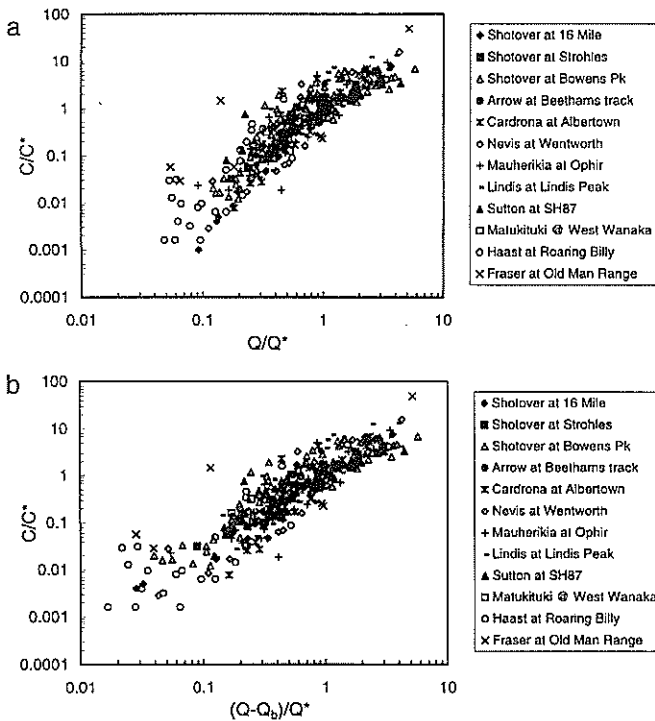 a
100
10
1
0.1
0.01
0.001
0.0001
C/C*
0.01
0.1
1
10
Q/Q*
Shotover at 16 Mile
Shotover at Strohles
Shotover at Bowens Pk
Arrow at Beethams track
Cardrona at Albertown
Nevis at Wentworth
Mauherikia at Ophir
Lindis at Lindis Peak
Sutton at SH87
Matukituki @ West Wanaka
Haast at Roaring Billy
Fraser at Old Man Range
b
100
10
1
0.1
0.01
0.001
0.0001
C/C*
0.01
0.1
1
10
(Q-Qb)/Q*
Shotover at 16 Mile
Shotover at Strohles
Shotover at Bowens Pk
Arrow at Beethams track
Cardrona at Albertown
Nevis at Wentworth
Mauherikia at Ophir
Lindis at Lindis Peak
Sutton at SH87
Matukituki @ West Wanaka
Haast at Roaring Billy
Fraser at Old Man Range